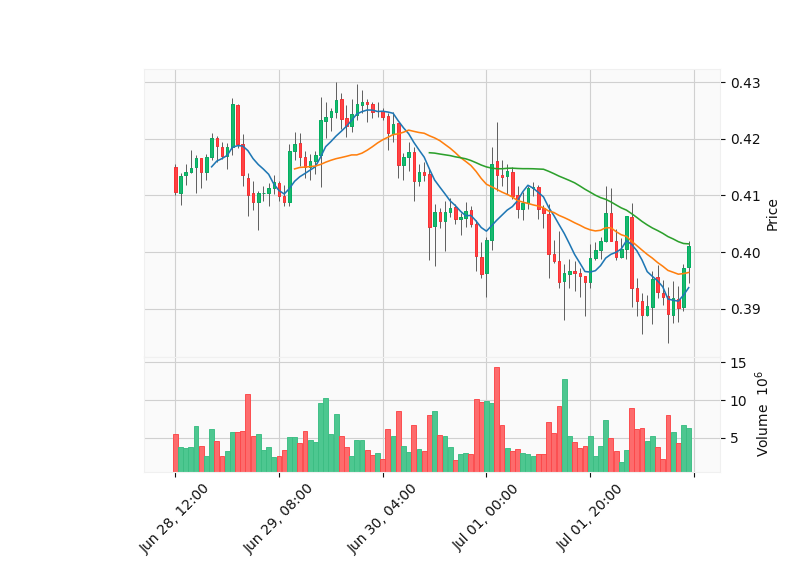 0.43
0.42
0.41
0.40
0.39
Price
15
10
5
Volume 10^6
Jun 28, 12:00
Jun 29, 08:00
Jun 30, 04:00
Jul 01, 00:00
Jul 01, 20:00